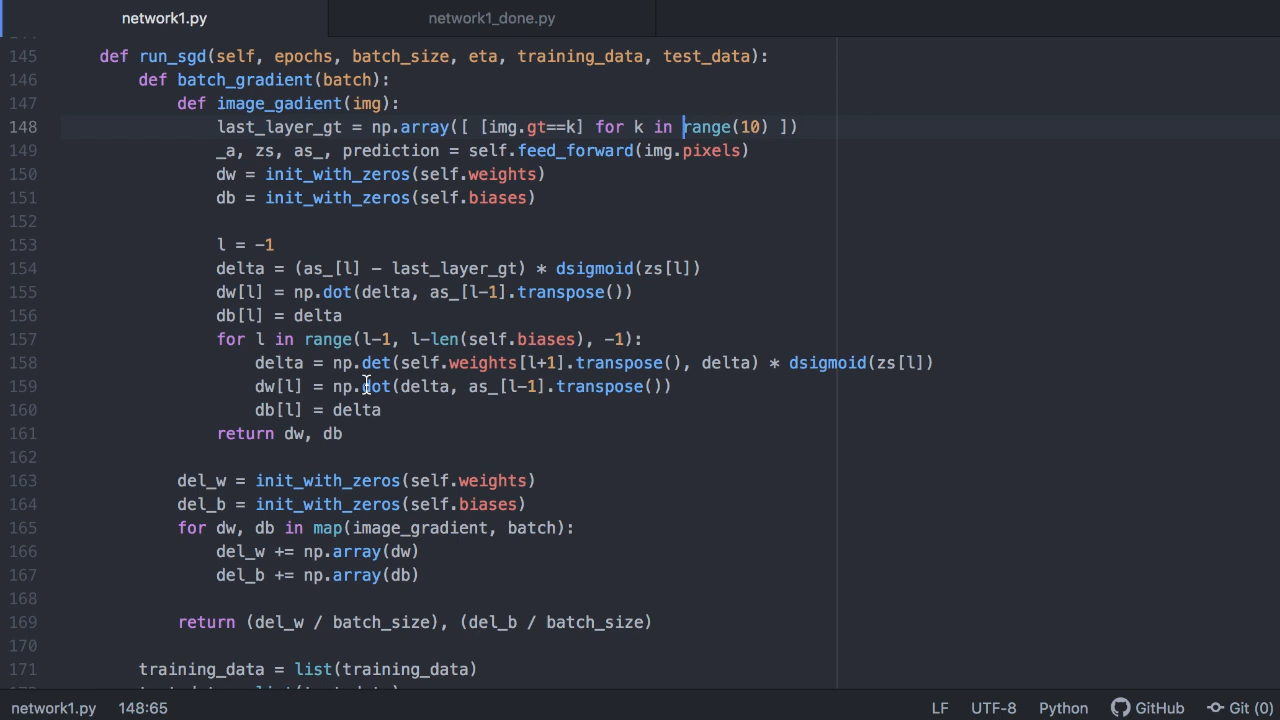 network1.py network1_done.py
145 def run_sgd(self, epochs, batch_size, eta, training_data, test_data):
146 def batch_gradient(batch):
147 def image_gadient(img):
148 last_layer_gt = np.array([ [img.gt==k] for k in range(10) ])
149 _a, zs, as_, prediction = self.feed_forward(img.pixels)
150 dw = init_with_zeros(self.weights)
151 db = init_with_zeros(self.biases)
152
153 l = -1
154 delta = (as_[l] - last_layer_gt) * dsigmoid(zs[l])
155 dw[l] = np.dot(delta, as_[l-1].transpose())
156 db[l] = delta
157 for l in range(l-1, l-len(self.biases), -1):
158 delta = np.det(self.weights[l+1].transpose(), delta) * dsigmoid(zs[l])
159 dw[l] = np.dot(delta, as_[l-1].transpose())
160 db[l] = delta
161 return dw, db
162
163 del_w = init_with_zeros(self.weights)
164 del_b = init_with_zeros(self.biases)
165 for dw, db in map(image_gradient, batch):
166 del_w += np.array(dw)
167 del_b += np.array(db)
168
169 return (del_w / batch_size), (del_b / batch_size)
170
171 training_data = list(training_data)
network1.py 148:65 LF UTF-8 Python GitHub Git (0)